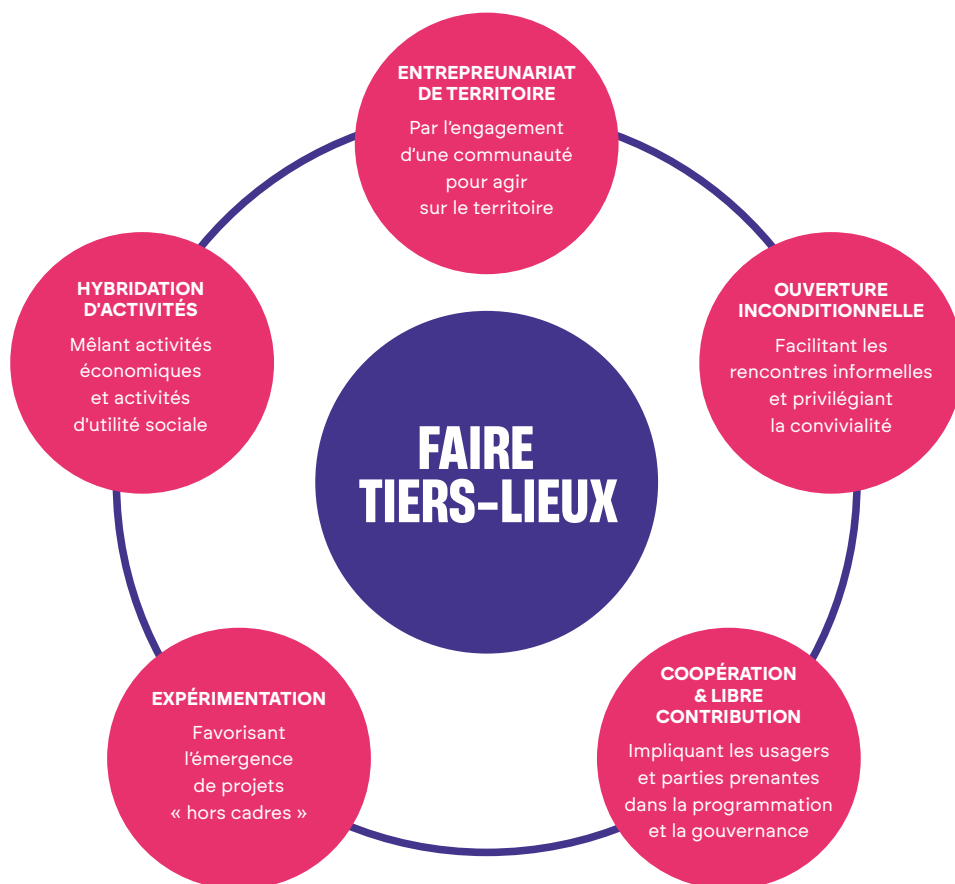 ENTREPREUNARIAT
DE TERRITOIRE
Par l'engagement
d'une communauté
pour agir
sur le territoire
HYBRIDATION
D'ACTIVITÉS
Mêlant activités
économiques
et activités
d'utilité sociale
OUVERTURE
INCONDITIONNELLE
Facilitant les
rencontres informelles
et privilégiant
la convivialité
FAIRE
TIERS-LIEUX
EXPÉRIMENTATION
Favorisant
l'émergence
de projets
« hors cadres »
COOPÉRATION
& LIBRE
CONTRIBUTION
Impliquant les usagers
et parties prenantes
dans la programmation
et la gouvernance